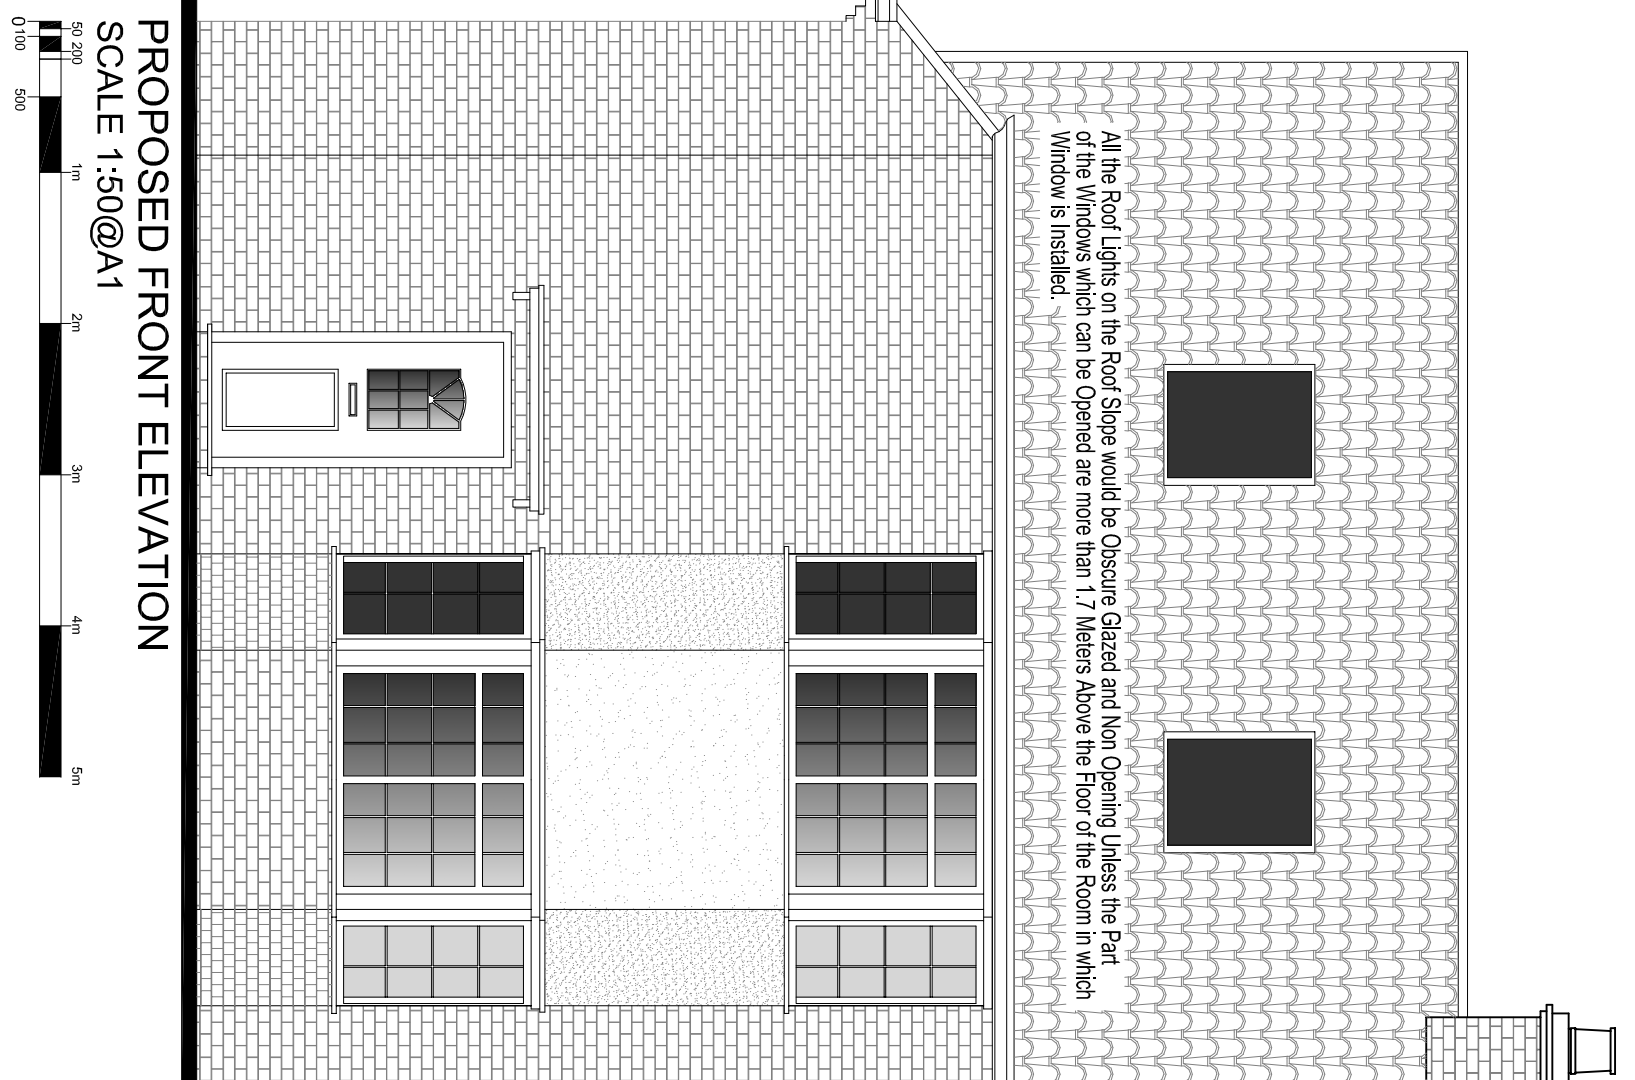 All the Roof Lights on the Roof Slope would be Obscure Glazed and Non Opening Unless the Part
of the Windows which can be Opened are more than 1.7 Meters Above the Floor of the Room in which
Window is Installed.
PROPOSED FRONT ELEVATION
SCALE 1:50@A1
50 200 1m 2m 3m 4m 5m
0 100 500